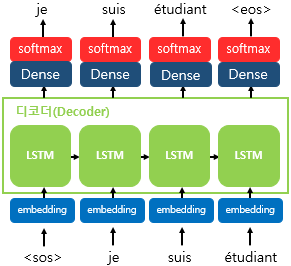 je suis étudiant <eos>
softmax softmax softmax softmax
Dense Dense Dense Dense
디코더(Decoder)
LSTM LSTM LSTM LSTM
embedding embedding embedding embedding
<sos> je suis étudiant